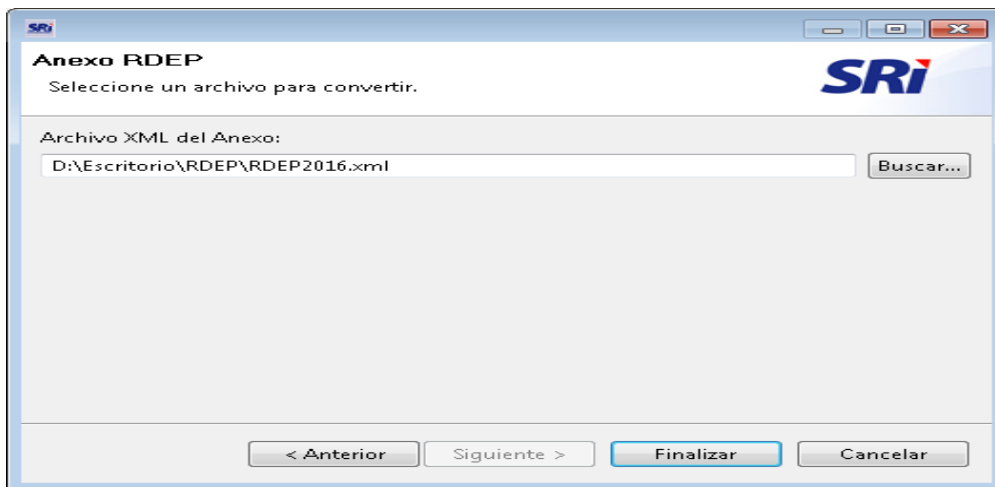 SRi
Anexo RDEP
Seleccione un archivo para convertir.
SRi
Archivo XML del Anexo:
D:\Escritorio\RDEP\RDEP2016.xml
Buscar...
< Anterior Siguiente > Finalizar Cancelar